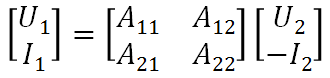 [U₁ I₁] = [A₁₁ A₁₂ A₂₁ A₂₂] [U₂ −I₂]